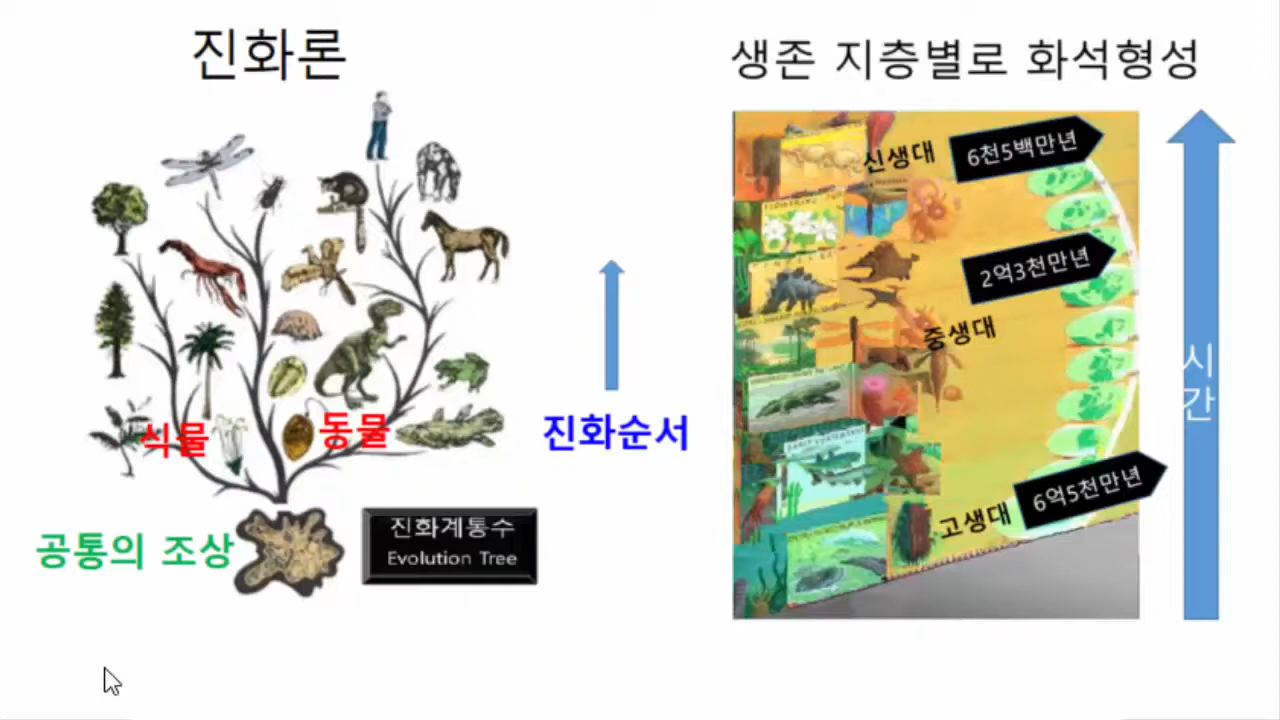 진화론
생존 지층별로 화석형성
신생대
6천5백만년
2억3천만년
중생대
시
간
식물
동물
진화순서
고생대
6억5천만년
공통의 조상
진화계통수
Evolution Tree